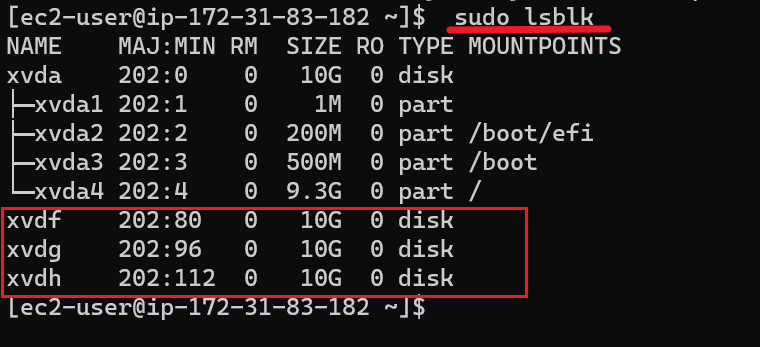 [ec2-user@ip-172-31-83-182 ~]$ sudo lsblk
NAME    MAJ:MIN RM  SIZE RO TYPE MOUNTPOINTS
xvda    202:0    0   10G  0 disk
├─xvda1 202:1    0    1M  0 part
├─xvda2 202:2    0  200M  0 part /boot/efi
├─xvda3 202:3    0  500M  0 part /boot
└─xvda4 202:4    0  9.3G  0 part /
xvdf    202:80   0   10G  0 disk
xvdg    202:96   0   10G  0 disk
xvdh    202:112  0   10G  0 disk
[ec2-user@ip-172-31-83-182 ~]$